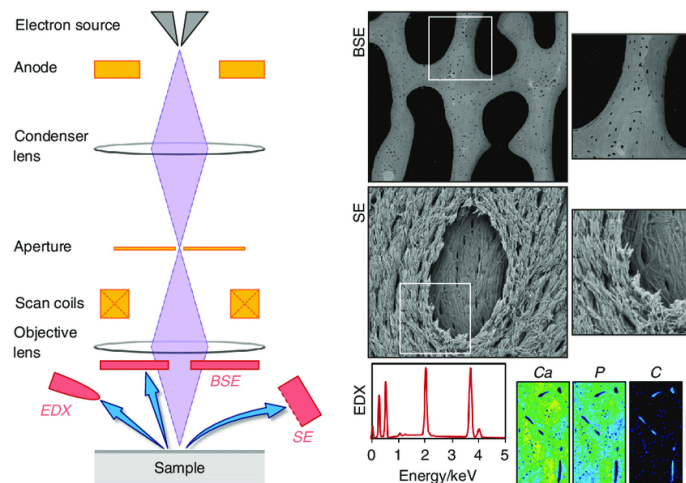 Electron source
Anode
Condenser
lens
Aperture
Scan coils
Objective
lens
BSE
EDX
SE
Sample
BSE
SE
EDX
0 1 2 3 4 5
Energy/keV
Ca P C